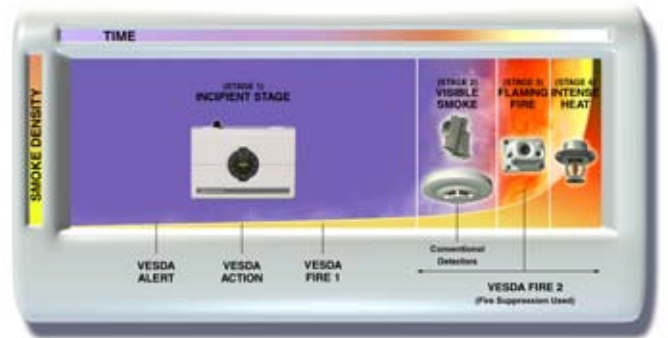 TIME
SMOKE DENSITY
(STAGE 1)
INCIPIENT STAGE
(STAGE 2)
VISIBLE
SMOKE
(STAGE 3)
FLAMING
FIRE
(STAGE 4)
INTENSE
HEAT
VESDA
ALERT
VESDA
ACTION
VESDA
FIRE 1
Conventional
Detectors
VESDA FIRE 2
(Fire Suppression Used)